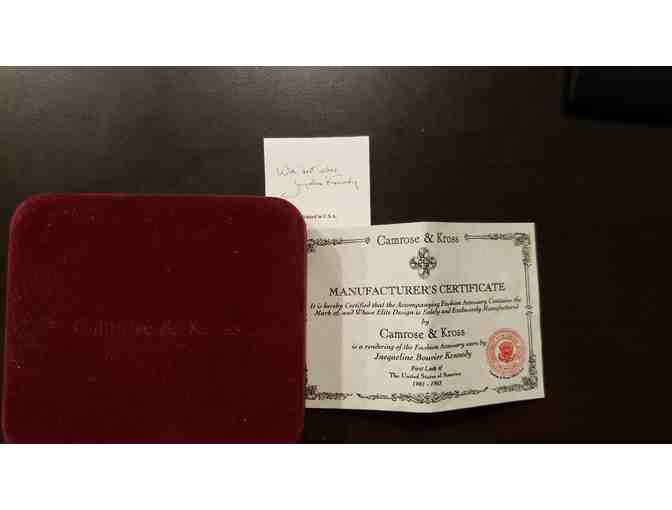 With best wishes
Jacqueline Kennedy
U.S.A.
Camrose & Kross
MANUFACTURER'S CERTIFICATE
It is hereby Certified that the Accompanying Fashion Accessory Contains the
Mark of, and Whose Elite Design is Solely and Exclusively Manufactured
by
Camrose & Kross
is a rendering of the Fashion Accessory worn by
Jacqueline Bouvier Kennedy
First Lady of
The United States of America
1961 - 1963
Camrose & Kross